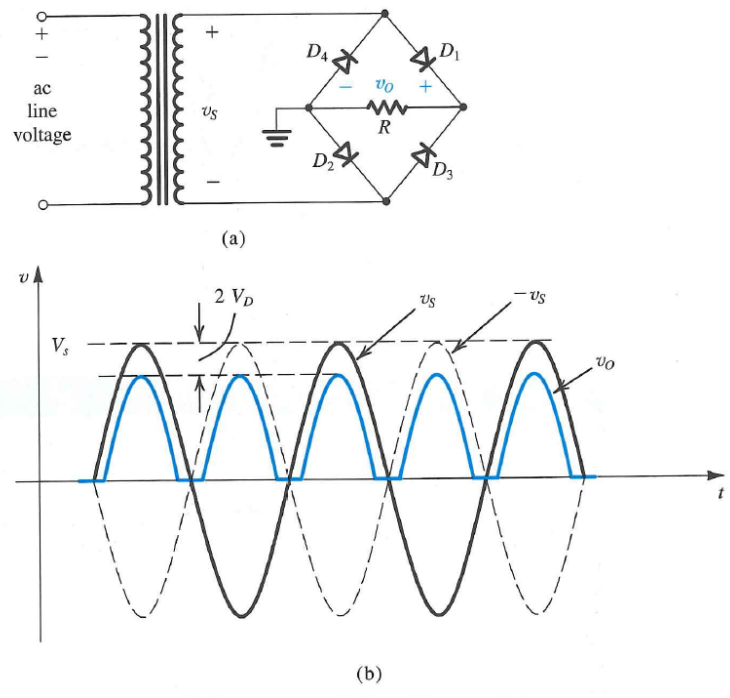 +
−
ac
line
voltage
+
vS
−
D4
D1
− vO +
R
D2
D3
(a)
v
2 VD
vS
−vS
Vs
vO
t
(b)